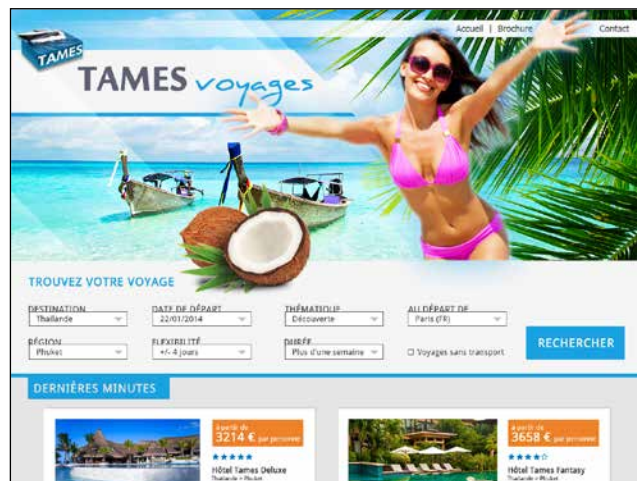 Accueil | Brochure Contact
TAMES
TAMES voyages
TROUVEZ VOTRE VOYAGE
DESTINATION DATE DE DÉPART THÉMATIQUE AU DÉPART DE
Thaïlande 22/01/2014 Découverte Paris (FR)
RÉGION FLEXIBILITÉ DURÉE
Phuket +/- 4 jours Plus d'une semaine Voyages sans transport
RECHERCHER
DERNIÈRES MINUTES
à partir de
3214 € par personne
Hôtel Tames Deluxe
Thaïlande > Phuket
à partir de
3658 € par personne
Hôtel Tames Fantasy
Thaïlande > Phuket